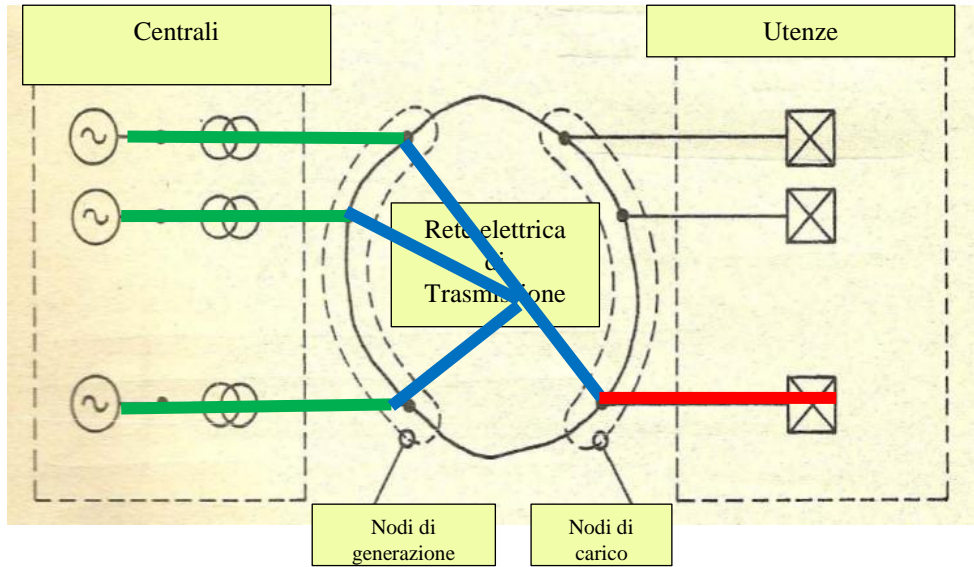 Centrali
Utenze
Rete elettrica
di
Trasmissione
Nodi di
generazione
Nodi di
carico